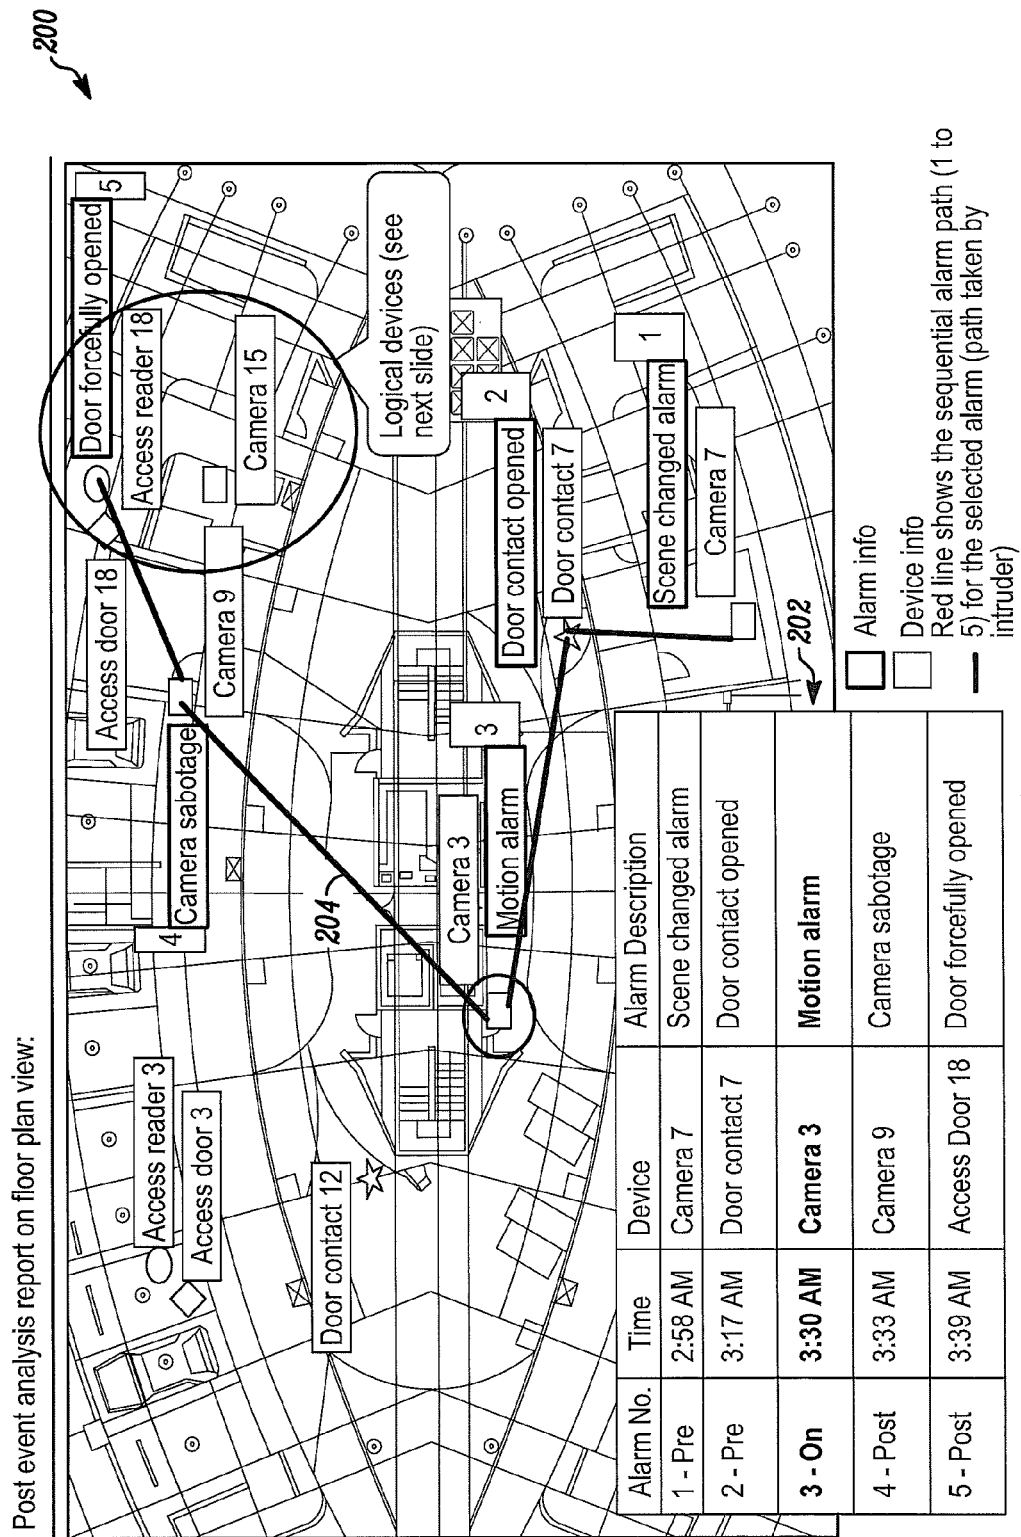 200
Post event analysis report on floor plan view:
Access reader 3
Access door 3
Door contact 12
4
Camera sabotage
204
Access door 18
Camera 9
Door forcefully opened
5
Access reader 18
Camera 15
Logical devices (see
next slide)
Camera 3
Motion alarm
3
Door contact opened
2
Door contact 7
Scene changed alarm
1
Camera 7
202
Alarm No. Time Device Alarm Description
1 - Pre 2:58 AM Camera 7 Scene changed alarm
2 - Pre 3:17 AM Door contact 7 Door contact opened
3 - On 3:30 AM Camera 3 Motion alarm
4 - Post 3:33 AM Camera 9 Camera sabotage
5 - Post 3:39 AM Access Door 18 Door forcefully opened
Alarm info
Device info
Red line shows the sequential alarm path (1 to
5) for the selected alarm (path taken by
intruder)